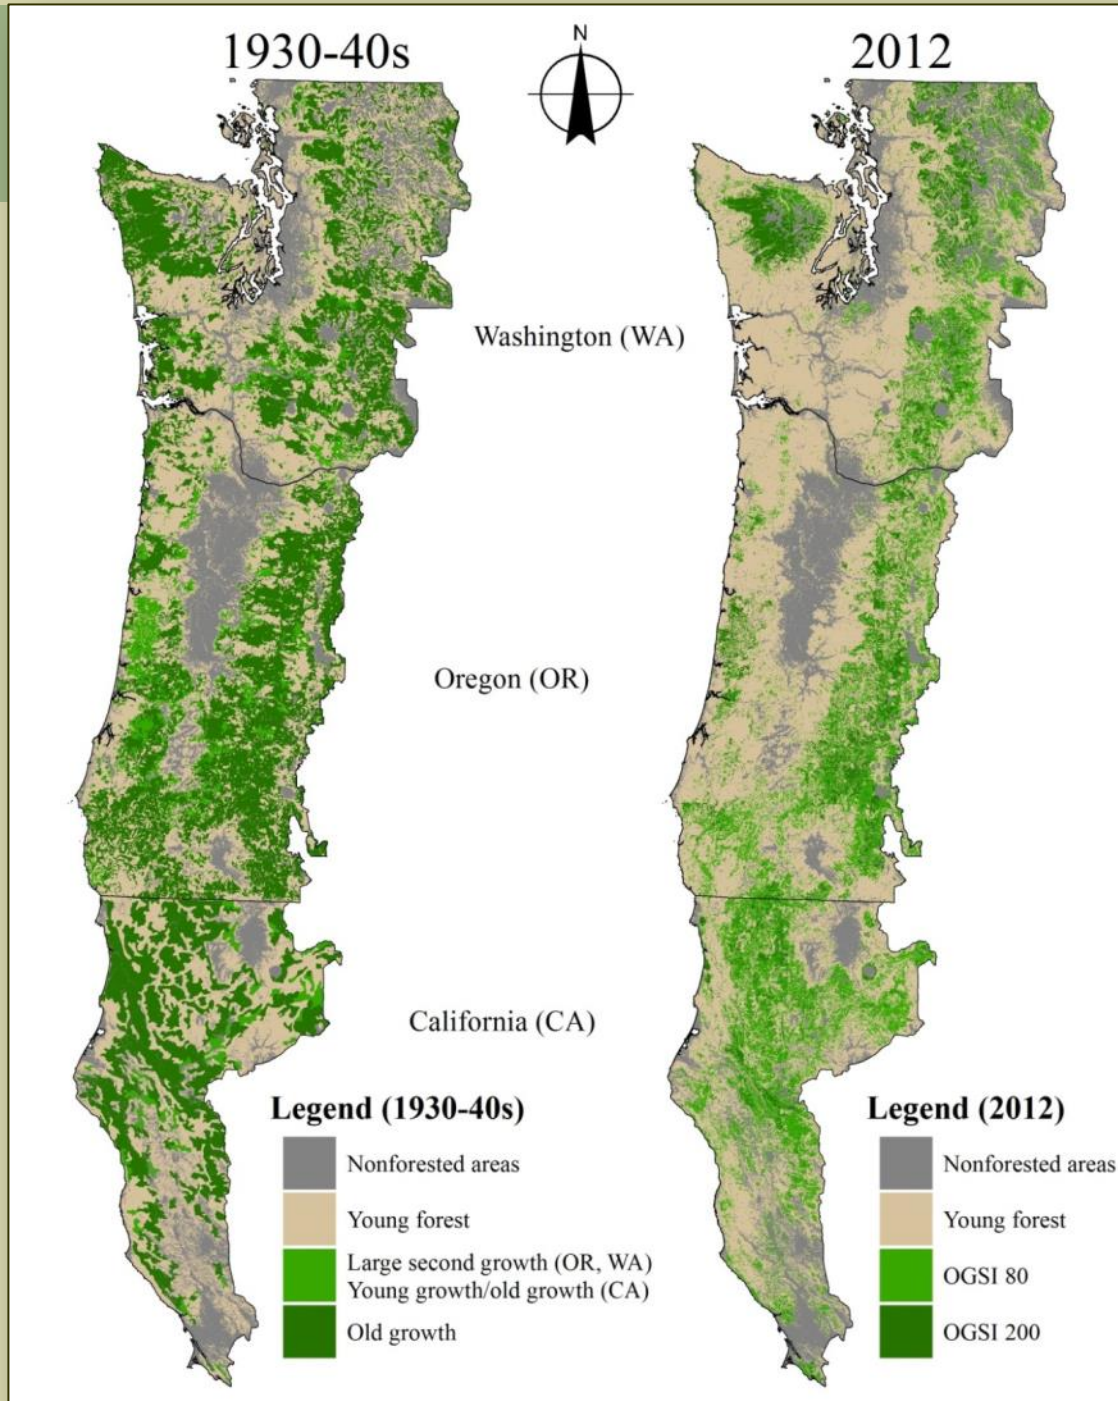 1930-40s
N
2012
Washington (WA)
Oregon (OR)
California (CA)
Legend (1930-40s)
Nonforested areas
Young forest
Large second growth (OR, WA)
Young growth/old growth (CA)
Old growth
Legend (2012)
Nonforested areas
Young forest
OGSI 80
OGSI 200